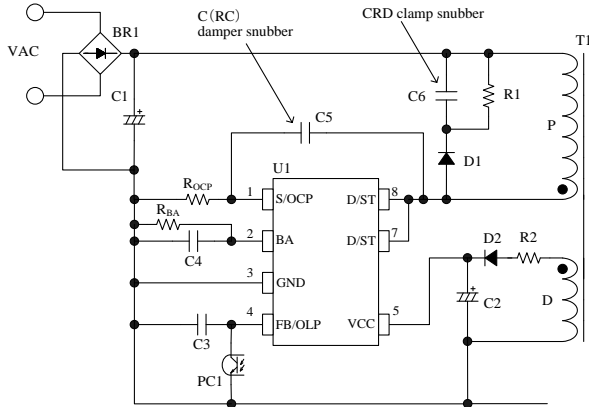 C(RC)
damper snubber
CRD clamp snubber
BR1
T1
VAC
C1
C6
R1
P
C5
D1
U1
ROCP
1
S/OCP
D/ST
8
RBA
2
BA
D/ST
7
C4
D2
R2
3
GND
C2
D
4
FB/OLP
VCC
5
C3
PC1